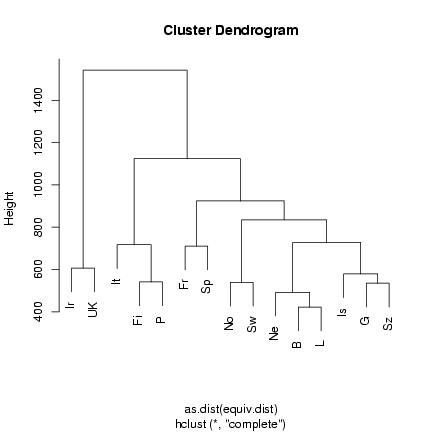 Cluster Dendrogram
Height
1400
1200
1000
800
600
400
Ir
UK
It
Fi
P
Fr
Sp
No
Sw
Ne
B
L
Is
G
Sz
as.dist(equiv.dist)
hclust (*, "complete")